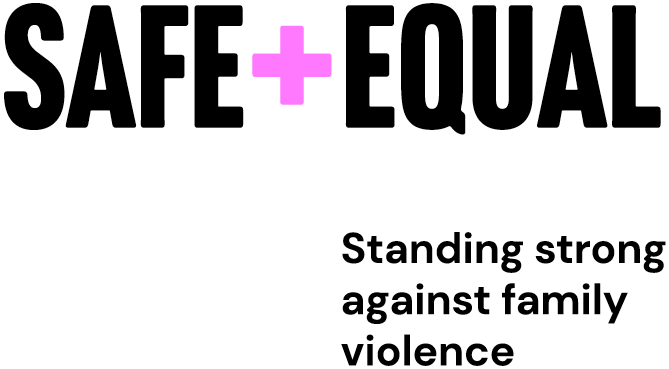 SAFE+EQUAL
Standing strong
against family
violence